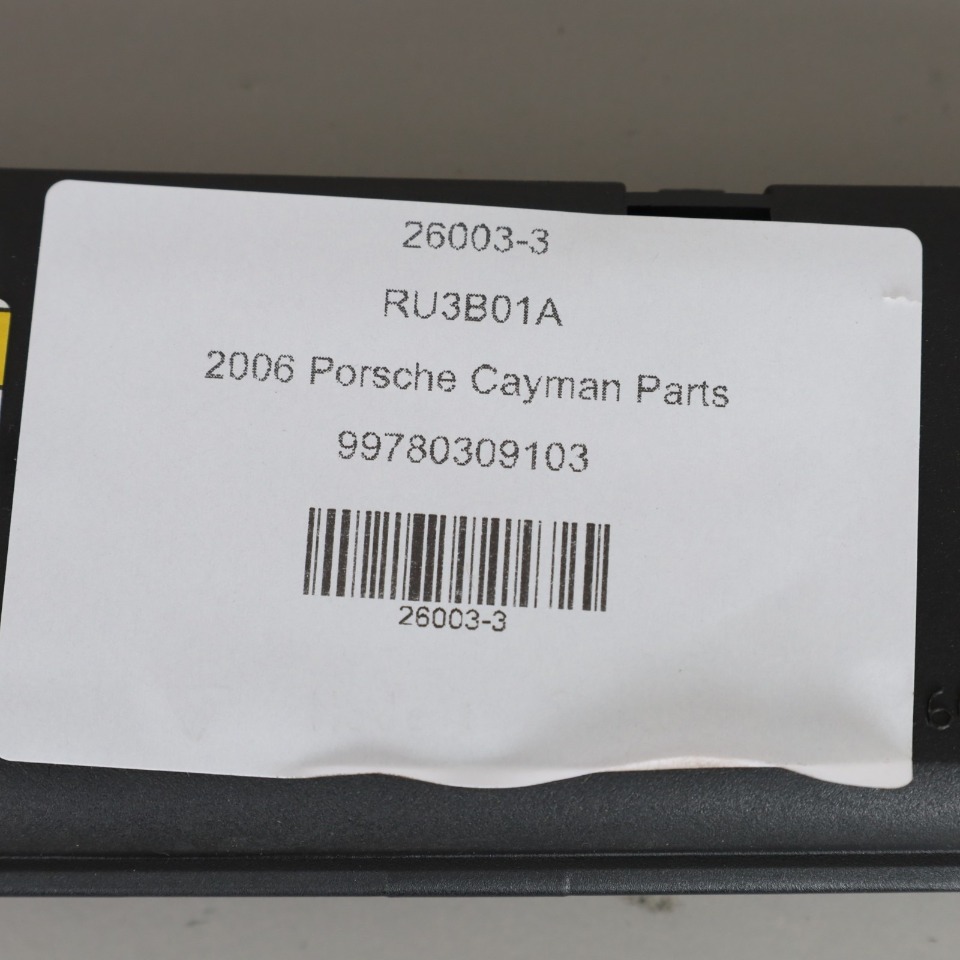 26003-3
RU3B01A
2006 Porsche Cayman Parts
99780309103
26003-3